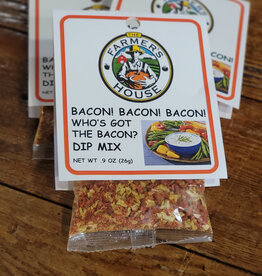 THE
FARMER'S
HOUSE
BACON! BACON! BACON!
WHO'S GOT
THE BACON?
DIP MIX
NET WT .9 OZ (26g)